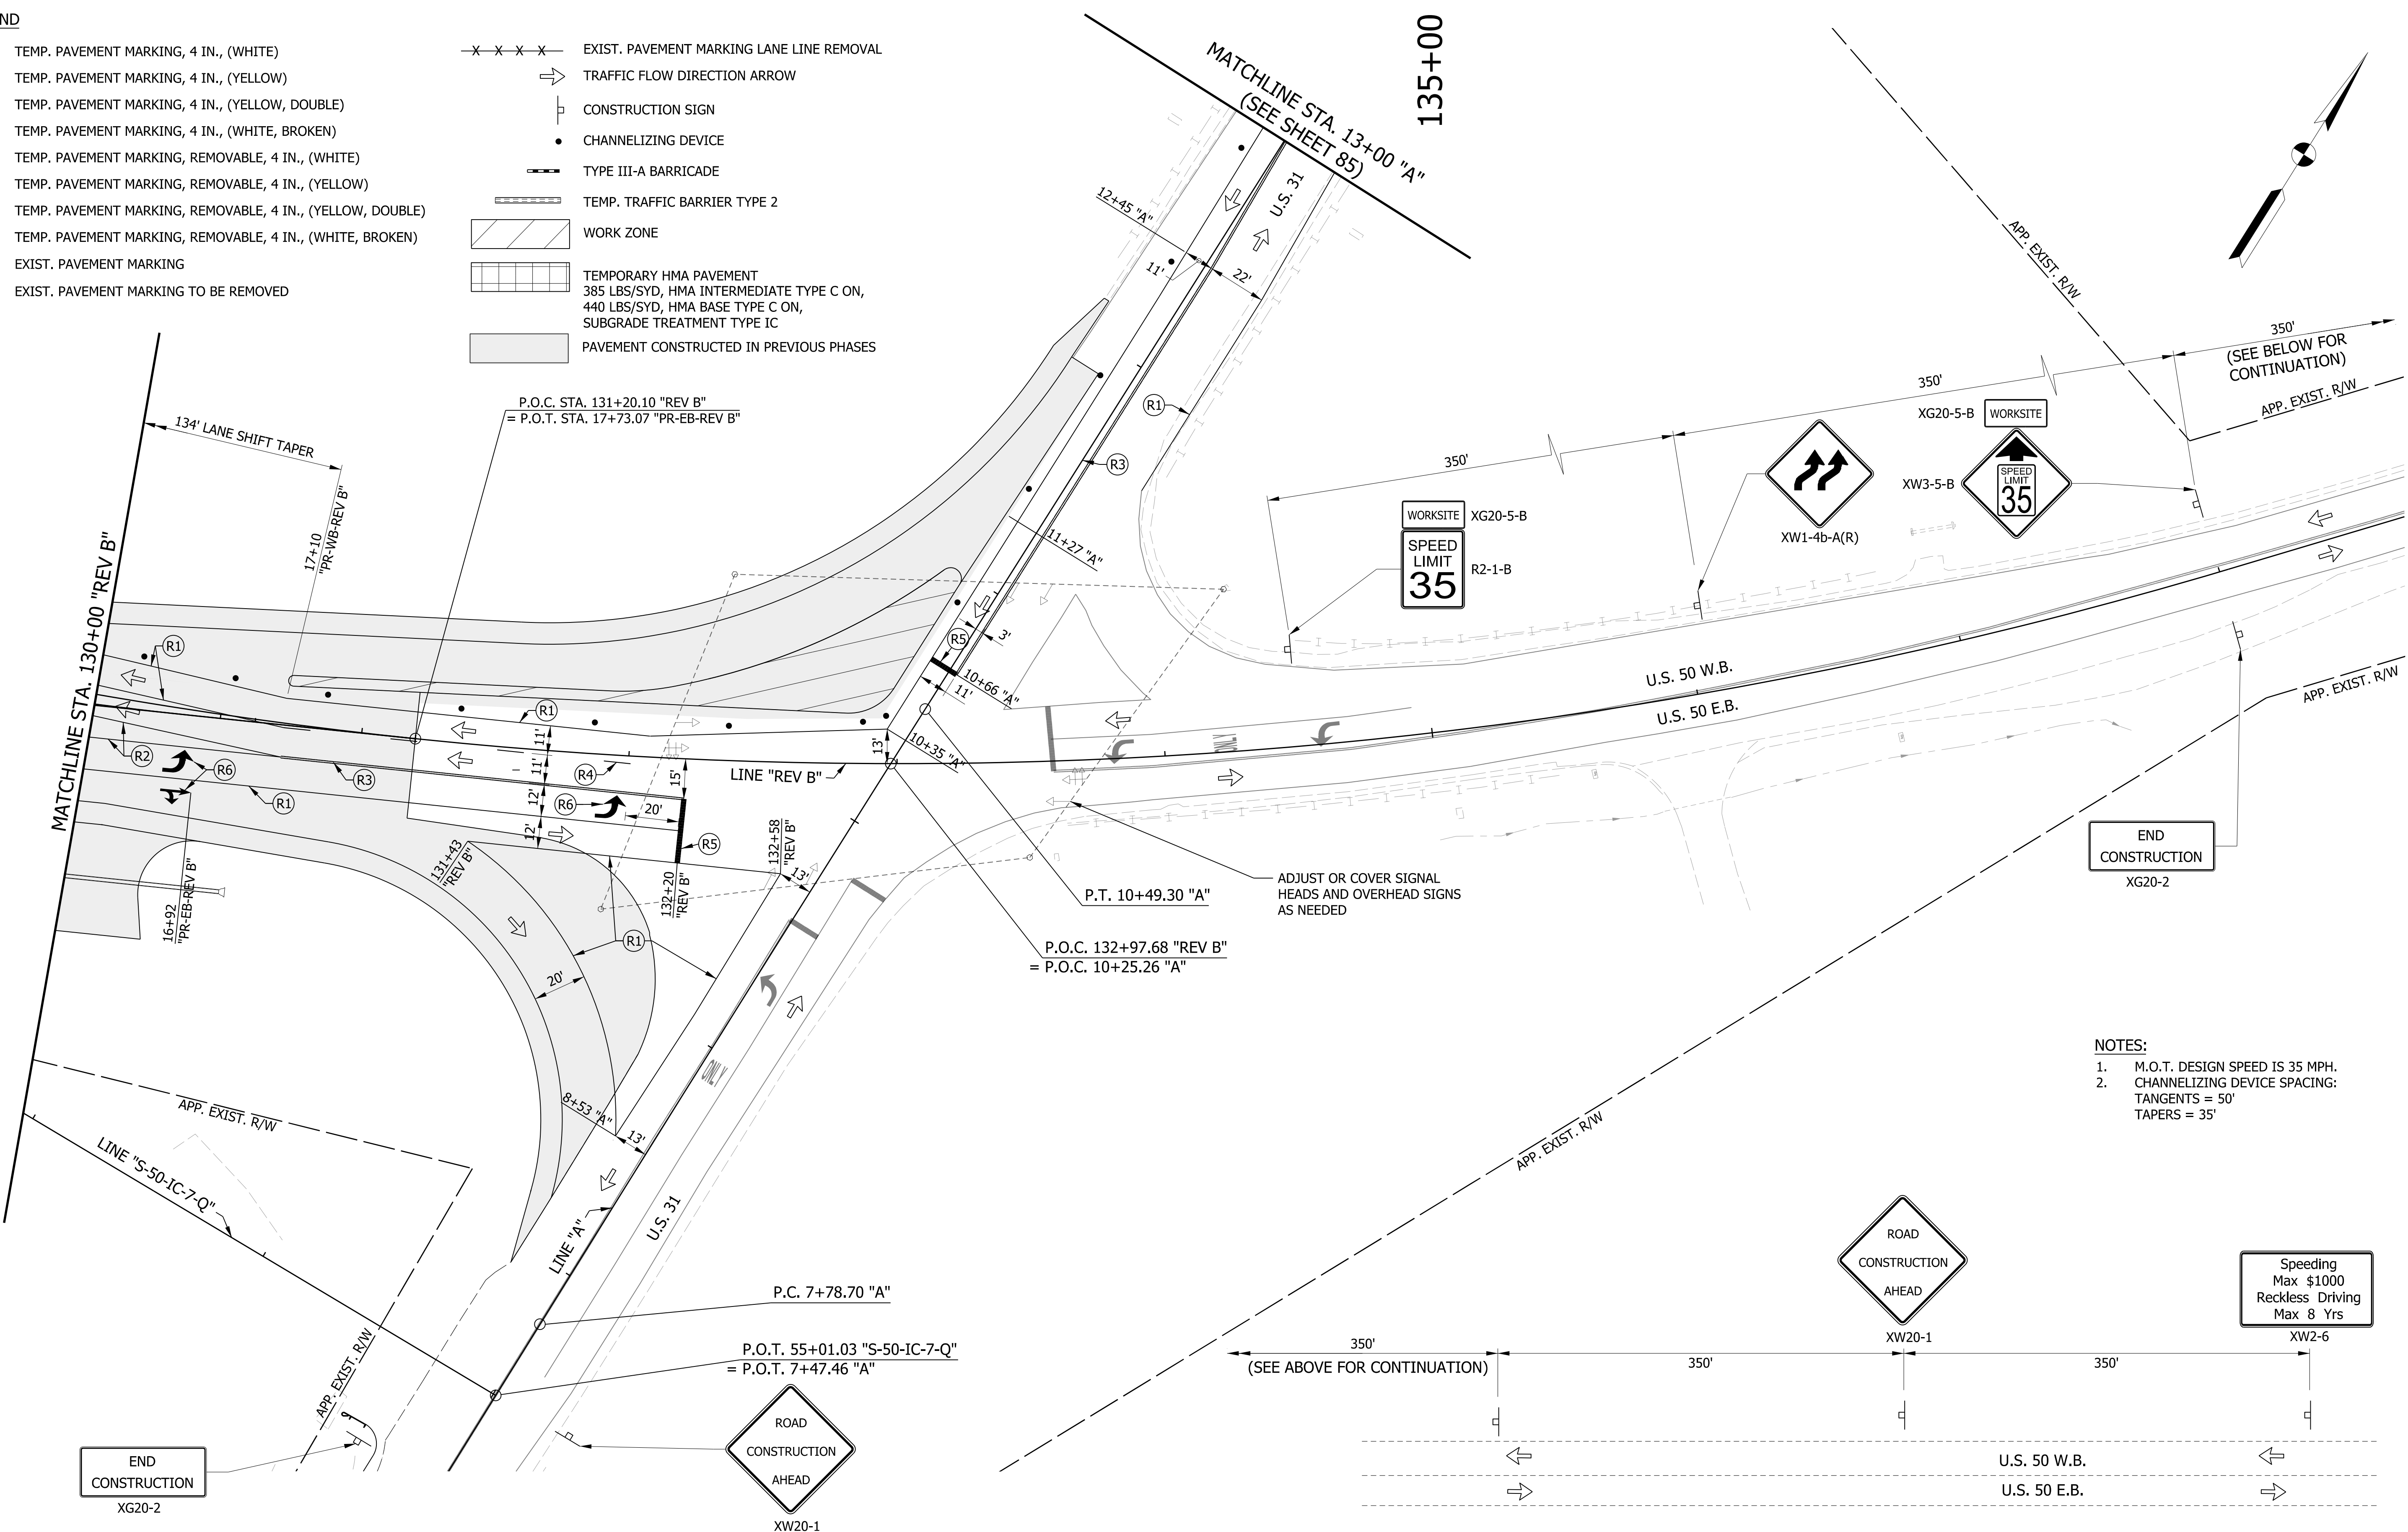 ND
TEMP. PAVEMENT MARKING, 4 IN., (WHITE)
TEMP. PAVEMENT MARKING, 4 IN., (YELLOW)
TEMP. PAVEMENT MARKING, 4 IN., (YELLOW, DOUBLE)
TEMP. PAVEMENT MARKING, 4 IN., (WHITE, BROKEN)
TEMP. PAVEMENT MARKING, REMOVABLE, 4 IN., (WHITE)
TEMP. PAVEMENT MARKING, REMOVABLE, 4 IN., (YELLOW)
TEMP. PAVEMENT MARKING, REMOVABLE, 4 IN., (YELLOW, DOUBLE)
TEMP. PAVEMENT MARKING, REMOVABLE, 4 IN., (WHITE, BROKEN)
EXIST. PAVEMENT MARKING
EXIST. PAVEMENT MARKING TO BE REMOVED
X X X X
EXIST. PAVEMENT MARKING LANE LINE REMOVAL
TRAFFIC FLOW DIRECTION ARROW
CONSTRUCTION SIGN
CHANNELIZING DEVICE
TYPE III-A BARRICADE
TEMP. TRAFFIC BARRIER TYPE 2
WORK ZONE
TEMPORARY HMA PAVEMENT
385 LBS/SYD, HMA INTERMEDIATE TYPE C ON,
440 LBS/SYD, HMA BASE TYPE C ON,
SUBGRADE TREATMENT TYPE IC
PAVEMENT CONSTRUCTED IN PREVIOUS PHASES
MATCHLINE STA. 13+00 "A"
(SEE SHEET 85)
135+00
12+45 "A"
11'
22'
U.S. 31
R1
R3
11+27 "A"
3'
R5
10+66 "A"
11'
10+35 "A"
13'
P.O.C. STA. 131+20.10 "REV B"
= P.O.T. STA. 17+73.07 "PR-EB-REV B"
134' LANE SHIFT TAPER
17+10
"PR-WB-REV B"
MATCHLINE STA. 130+00 "REV B"
R1
R2
R6
R3
R1
R1
11'
11'
12'
12'
R4
R6
20'
15'
R5
LINE "REV B"
132+58
"REV B"
13'
132+20
"REV B"
131+43
"REV B"
16+92
"PR-EB-REV B"
R1
20'
8+53 "A"
13'
ONLY
ONLY
APP. EXIST. R/W
350'
(SEE BELOW FOR
CONTINUATION)
350'
350'
APP. EXIST. R/W
XG20-5-B
WORKSITE
XW3-5-B
SPEED
LIMIT
35
XW1-4b-A(R)
WORKSITE
XG20-5-B
SPEED
LIMIT
35
R2-1-B
U.S. 50 W.B.
U.S. 50 E.B.
APP. EXIST. R/W
END
CONSTRUCTION
XG20-2
ADJUST OR COVER SIGNAL
HEADS AND OVERHEAD SIGNS
AS NEEDED
P.T. 10+49.30 "A"
P.O.C. 132+97.68 "REV B"
= P.O.C. 10+25.26 "A"
NOTES:
1. M.O.T. DESIGN SPEED IS 35 MPH.
2. CHANNELIZING DEVICE SPACING:
TANGENTS = 50'
TAPERS = 35'
APP. EXIST. R/W
APP. EXIST. R/W
LINE "S-50-IC-7-Q"
LINE "A"
U.S. 31
P.C. 7+78.70 "A"
P.O.T. 55+01.03 "S-50-IC-7-Q"
= P.O.T. 7+47.46 "A"
APP. EXIST. R/W
END
CONSTRUCTION
XG20-2
ROAD
CONSTRUCTION
AHEAD
XW20-1
ROAD
CONSTRUCTION
AHEAD
XW20-1
Speeding
Max $1000
Reckless Driving
Max 8 Yrs
XW2-6
350'
(SEE ABOVE FOR CONTINUATION)
350'
350'
U.S. 50 W.B.
U.S. 50 E.B.